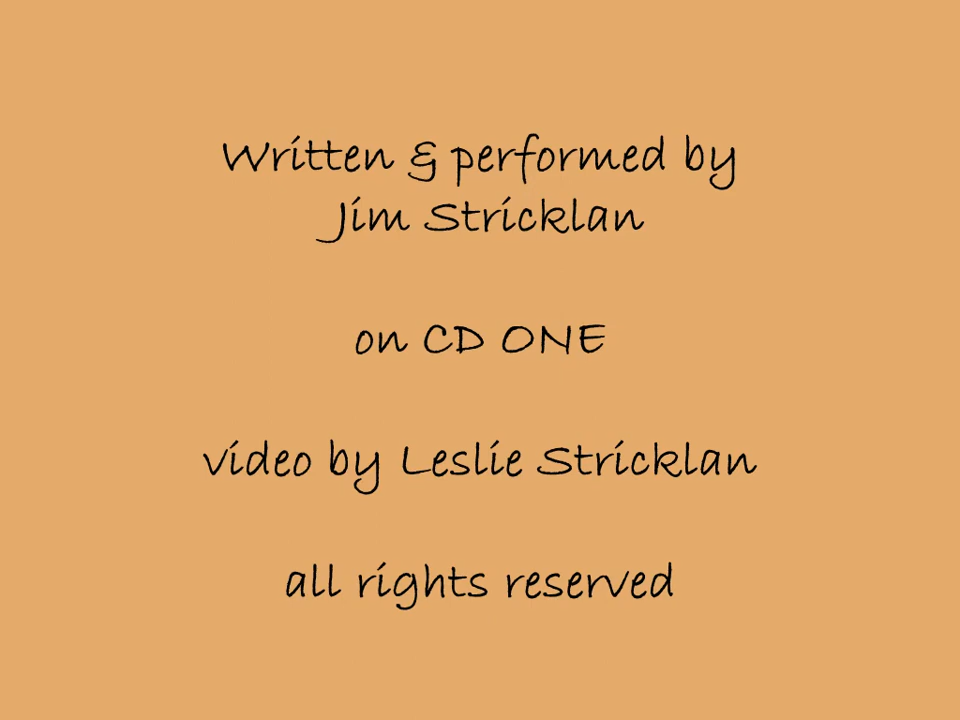 Written & performed by
Jim Stricklan
on CD ONE
video by Leslie Stricklan
all rights reserved